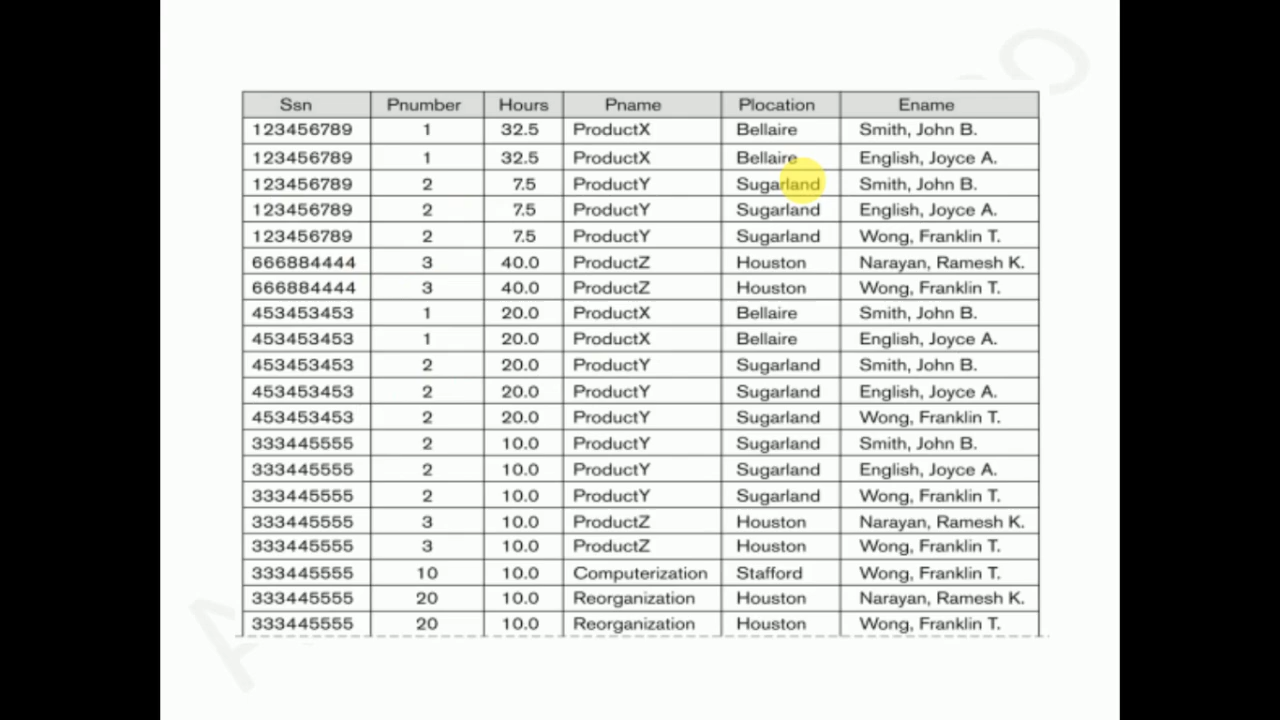 Ssn Pnumber Hours Pname Plocation Ename
123456789 1 32.5 ProductX Bellaire Smith, John B.
123456789 1 32.5 ProductX Bellaire English, Joyce A.
123456789 2 7.5 ProductY Sugarland Smith, John B.
123456789 2 7.5 ProductY Sugarland English, Joyce A.
123456789 2 7.5 ProductY Sugarland Wong, Franklin T.
666884444 3 40.0 ProductZ Houston Narayan, Ramesh K.
666884444 3 40.0 ProductZ Houston Wong, Franklin T.
453453453 1 20.0 ProductX Bellaire Smith, John B.
453453453 1 20.0 ProductX Bellaire English, Joyce A.
453453453 2 20.0 ProductY Sugarland Smith, John B.
453453453 2 20.0 ProductY Sugarland English, Joyce A.
453453453 2 20.0 ProductY Sugarland Wong, Franklin T.
333445555 2 10.0 ProductY Sugarland Smith, John B.
333445555 2 10.0 ProductY Sugarland English, Joyce A.
333445555 2 10.0 ProductY Sugarland Wong, Franklin T.
333445555 3 10.0 ProductZ Houston Narayan, Ramesh K.
333445555 3 10.0 ProductZ Houston Wong, Franklin T.
333445555 10 10.0 Computerization Stafford Wong, Franklin T.
333445555 20 10.0 Reorganization Houston Narayan, Ramesh K.
333445555 20 10.0 Reorganization Houston Wong, Franklin T.